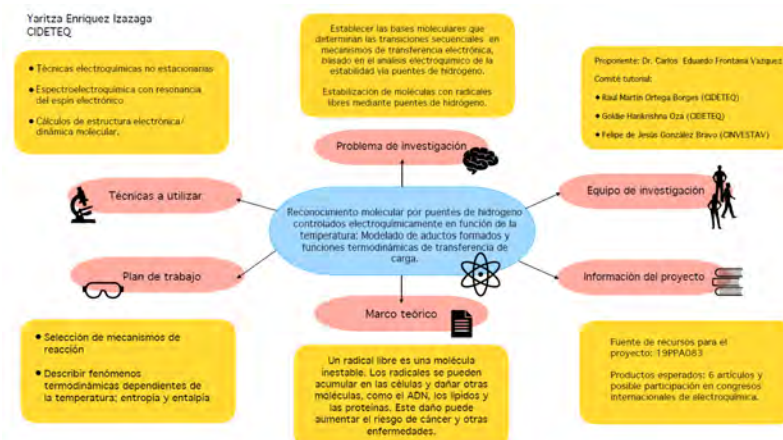 Yaritza Enriquez Izazaga
CIDETEQ
Técnicas electroquímicas no estacionarias
Espectroelectroquímica con resonancia
del espín electrónico
Cálculos de estructura electrónica/
dinámica molecular.
Establecer las bases moleculares que
determinan las transiciones secuenciales en
mecanismos de transferencia electrónica,
basado en el análisis electroquímico de la
estabilidad vía puentes de hidrógeno.
Estabilización de moléculas con radicales
libres mediante puentes de hidrógeno.
Proponente: Dr. Carlos Eduardo Frontana Vazquez
Comité tutorial:
Raúl Martin Ortega Borges (CIDETEQ)
Goldie Harikrishna Oza (CIDETEQ)
Felipe de Jesús González Bravo (CINVESTAV)
Problema de investigación
Técnicas a utilizar
Equipo de investigación
Reconocimiento molecular por puentes de hidrogeno
controlados electroquímicamente en función de la
temperatura: Modelado de aductos formados y
funciones termodinámicas de transferencia de
carga.
Plan de trabajo
Información del proyecto
Marco teórico
Selección de mecanismos de
reacción
Describir fenómenos
termodinámicas dependientes de
la temperatura; entropía y entalpía
Un radical libre es una molécula
inestable. Los radicales se pueden
acumular en las células y dañar otras
moléculas, como el ADN, los lípidos y
las proteínas. Este daño puede
aumentar el riesgo de cáncer y otras
enfermedades.
Fuente de recursos para el
proyecto: 19PPA083
Productos esperados: 6 artículos y
posible participación en congresos
internacionales de electroquímica.